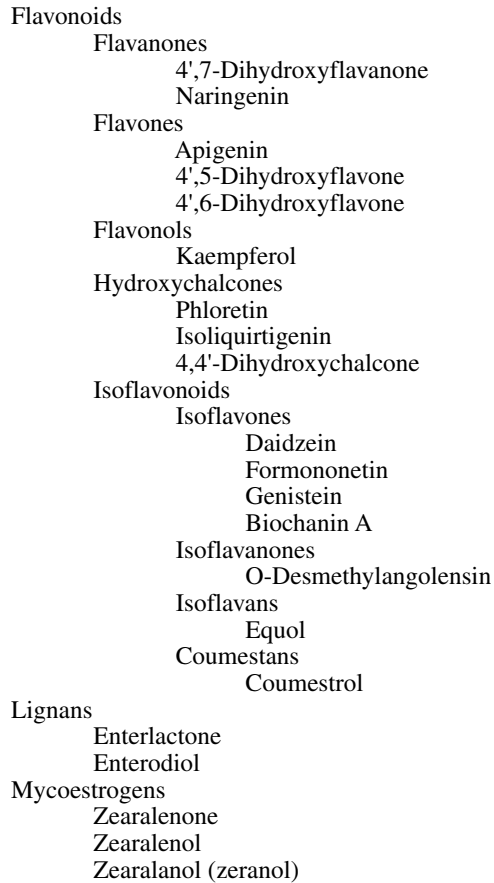 Flavonoids
Flavanones
4',7-Dihydroxyflavanone
Naringenin
Flavones
Apigenin
4',5-Dihydroxyflavone
4',6-Dihydroxyflavone
Flavonols
Kaempferol
Hydroxychalcones
Phloretin
Isoliquirtigenin
4,4'-Dihydroxychalcone
Isoflavonoids
Isoflavones
Daidzein
Formononetin
Genistein
Biochanin A
Isoflavanones
O-Desmethylangolensin
Isoflavans
Equol
Coumestans
Coumestrol
Lignans
Enterlactone
Enterodiol
Mycoestrogens
Zearalenone
Zearalenol
Zearalanol (zeranol)